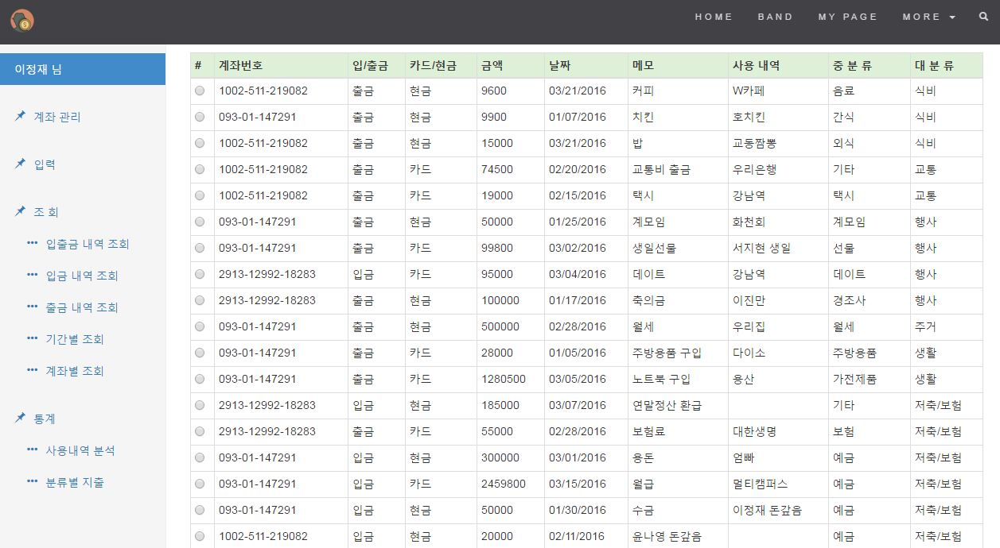 HOME BAND MY PAGE MORE
이정재 님
계좌 관리
입력
조 회
입출금 내역 조회
입금 내역 조회
출금 내역 조회
기간별 조회
계좌별 조회
통계
사용내역 분석
분류별 지출
# 계좌번호 입/출금 카드/현금 금액 날짜 메모 사용 내역 중 분 류 대 분 류
1002-511-219082 출금 현금 9600 03/21/2016 커피 W카페 음료 식비
093-01-147291 출금 현금 9900 01/07/2016 치킨 호치킨 간식 식비
1002-511-219082 출금 현금 15000 03/21/2016 밥 교동짬뽕 외식 식비
1002-511-219082 출금 카드 74500 02/20/2016 교통비 출금 우리은행 기타 교통
1002-511-219082 출금 카드 19000 02/15/2016 택시 강남역 택시 교통
093-01-147291 출금 현금 50000 01/25/2016 계모임 화천회 계모임 행사
093-01-147291 출금 카드 99800 03/02/2016 생일선물 서지현 생일 선물 행사
2913-12992-18283 입금 카드 95000 03/04/2016 데이트 강남역 데이트 행사
2913-12992-18283 출금 현금 100000 01/17/2016 축의금 이진만 경조사 행사
093-01-147291 출금 현금 500000 02/28/2016 월세 우리집 월세 주거
093-01-147291 출금 카드 28000 01/05/2016 주방용품 구입 다이소 주방용품 생활
093-01-147291 출금 카드 1280500 03/05/2016 노트북 구입 용산 가전제품 생활
2913-12992-18283 입금 현금 185000 03/07/2016 연말정산 환급 기타 저축/보험
2913-12992-18283 출금 카드 55000 02/28/2016 보험료 대한생명 보험 저축/보험
093-01-147291 입금 현금 300000 03/01/2016 용돈 엄빠 예금 저축/보험
093-01-147291 입금 카드 2459800 03/15/2016 월급 멀티캠퍼스 예금 저축/보험
093-01-147291 입금 현금 50000 01/30/2016 수금 이정재 돈갚음 예금 저축/보험
1002-511-219082 입금 현금 20000 02/11/2016 윤나영 돈갚음 예금 저축/보험